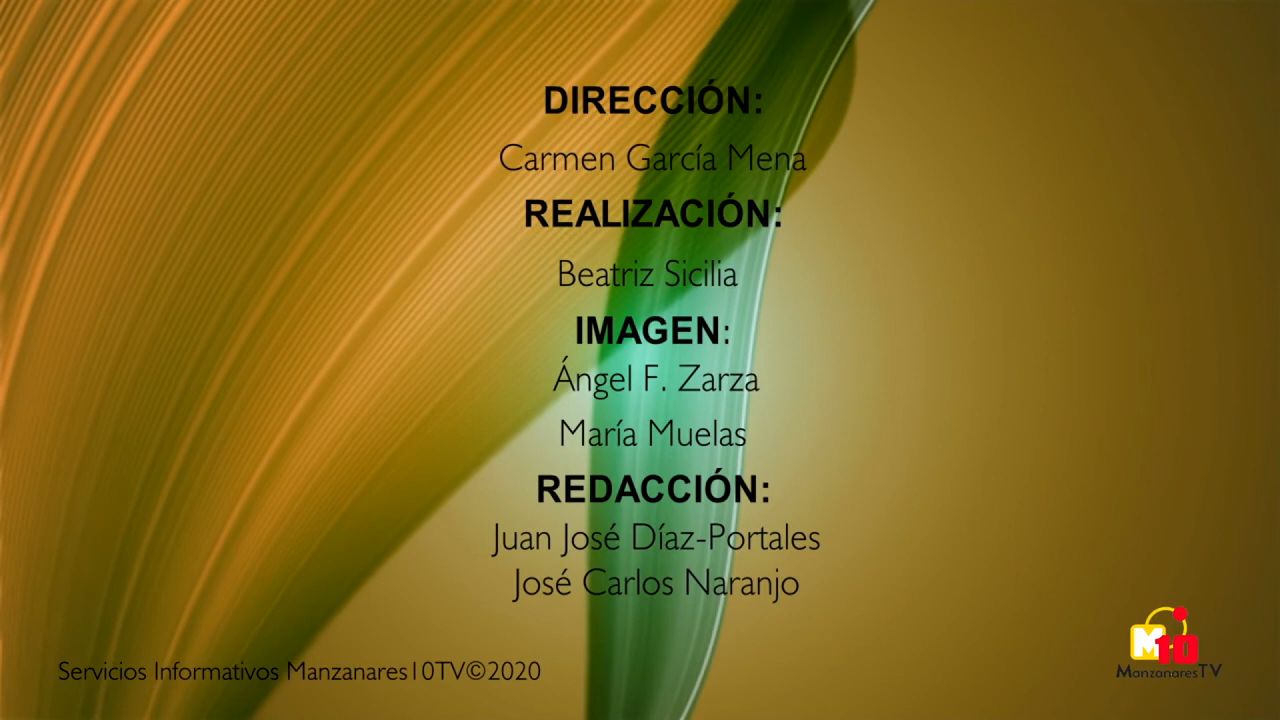 DIRECCIÓN:
Carmen García Mena
REALIZACIÓN:
Beatriz Sicilia
IMAGEN:
Ángel F. Zarza
María Muelas
REDACCIÓN:
Juan José Díaz-Portales
José Carlos Naranjo
Servicios Informativos Manzanares10TV©2020
M10
ManzanaresTV